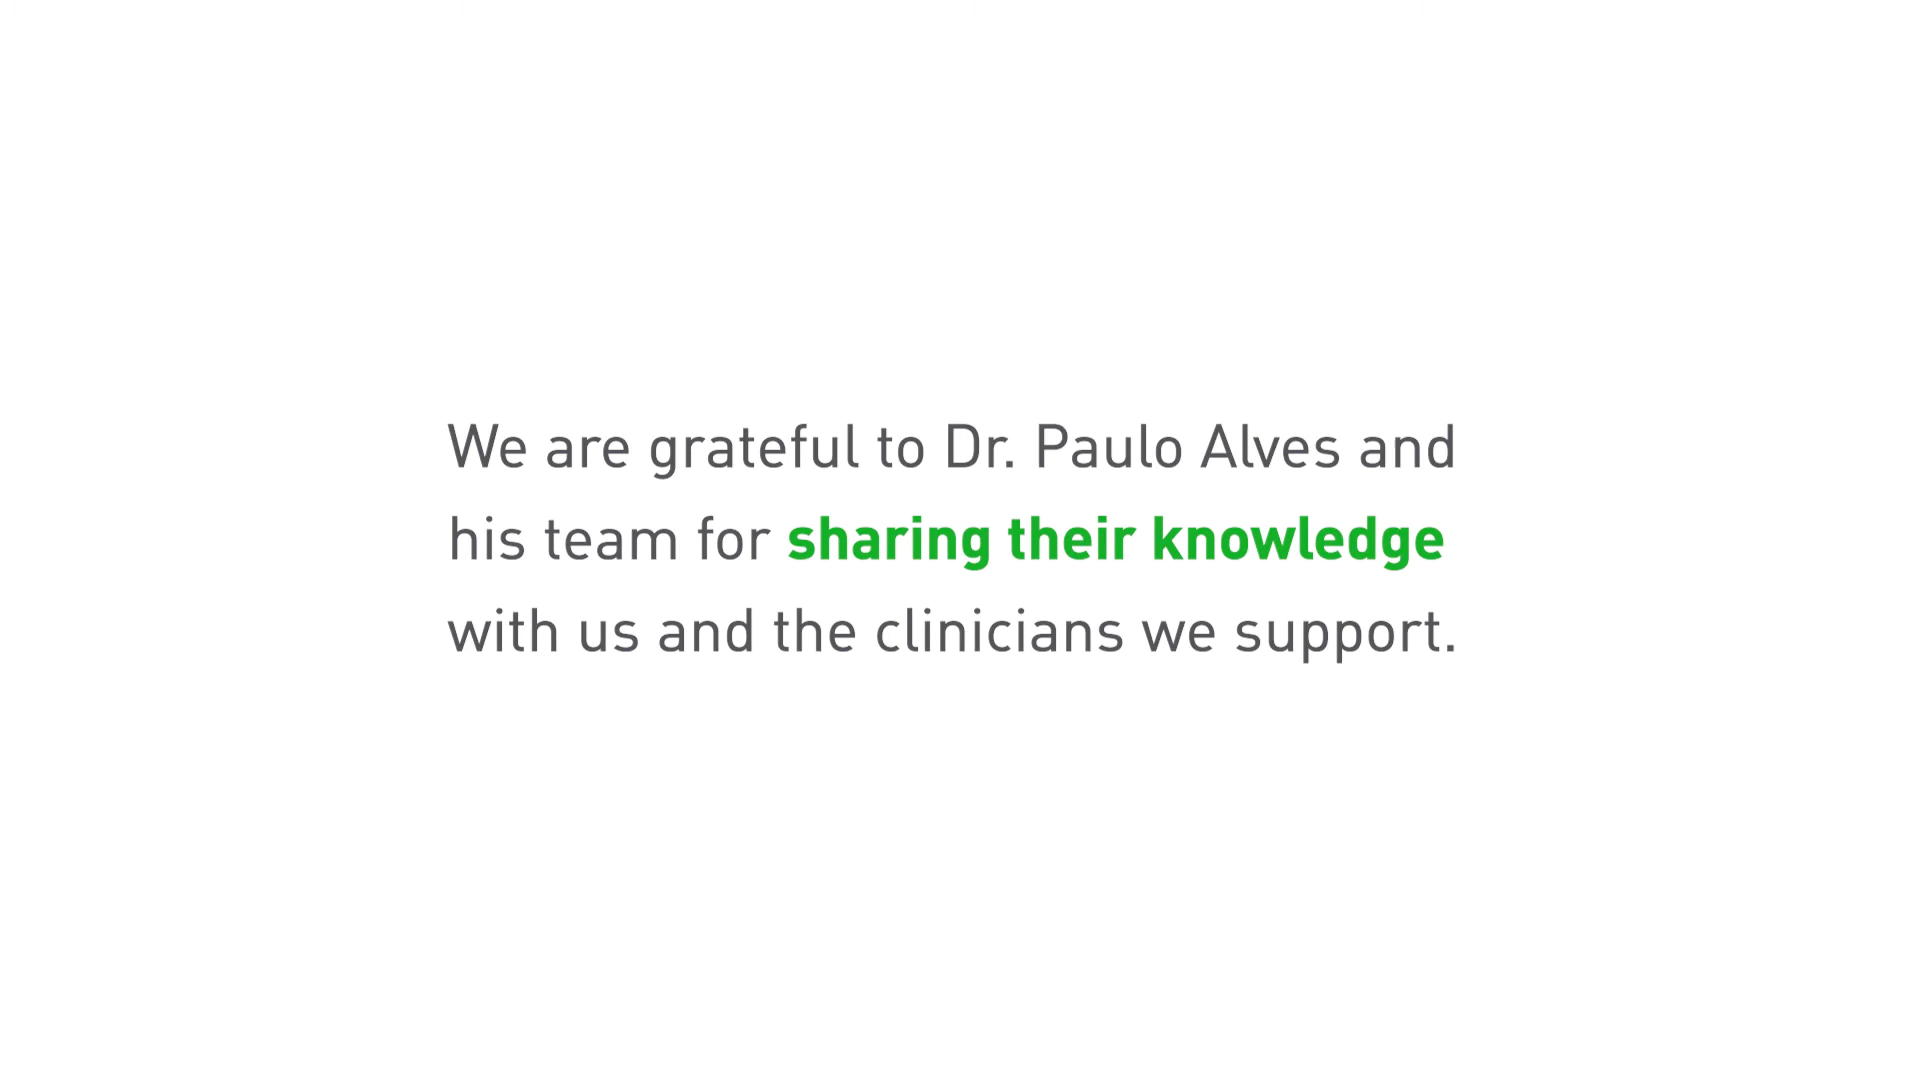 We are grateful to Dr. Paulo Alves and
his team for sharing their knowledge
with us and the clinicians we support.